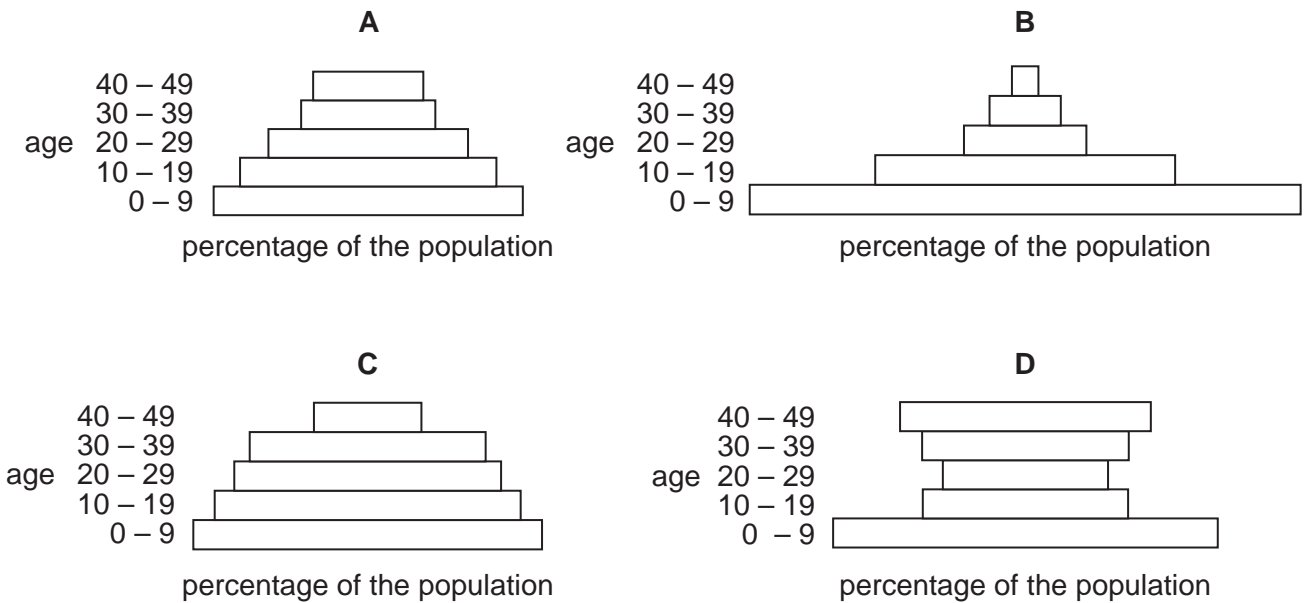 A
40 – 49
30 – 39
age 20 – 29
10 – 19
0 – 9
percentage of the population
B
40 – 49
30 – 39
age 20 – 29
10 – 19
0 – 9
percentage of the population
C
40 – 49
30 – 39
age 20 – 29
10 – 19
0 – 9
percentage of the population
D
40 – 49
30 – 39
age 20 – 29
10 – 19
0 – 9
percentage of the population